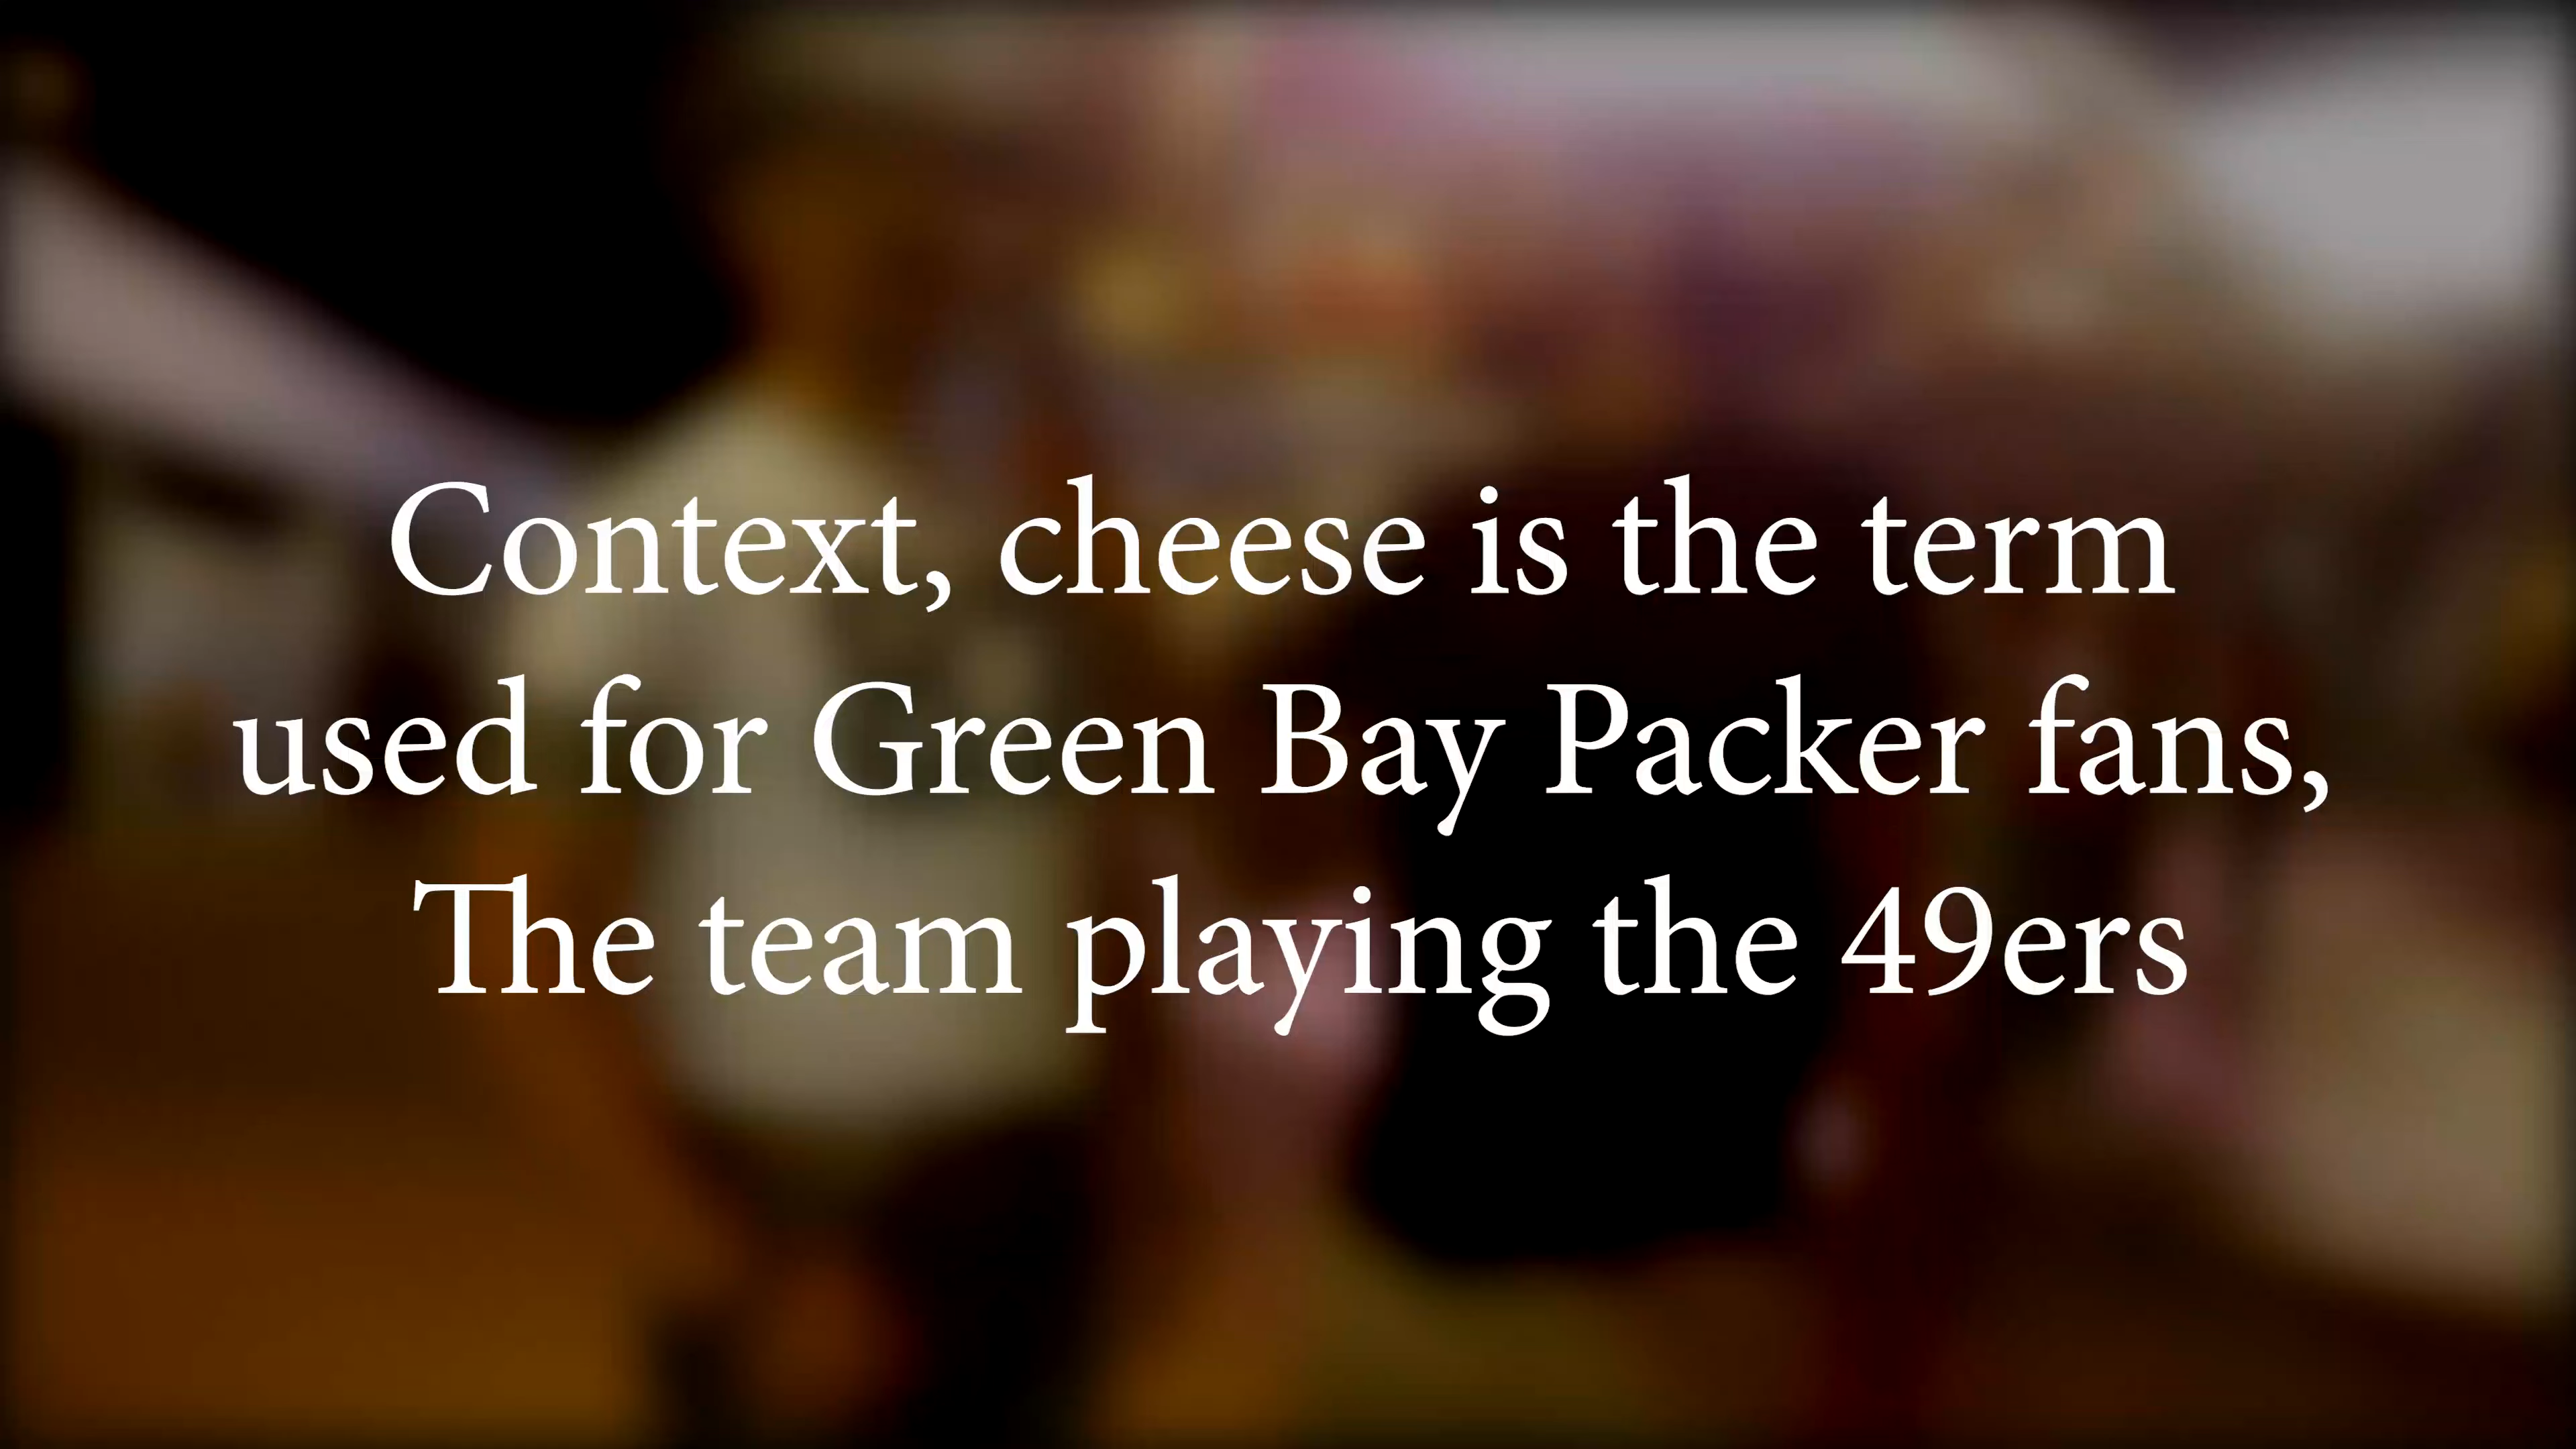 Context, cheese is the term
used for Green Bay Packer fans,
The team playing the 49ers